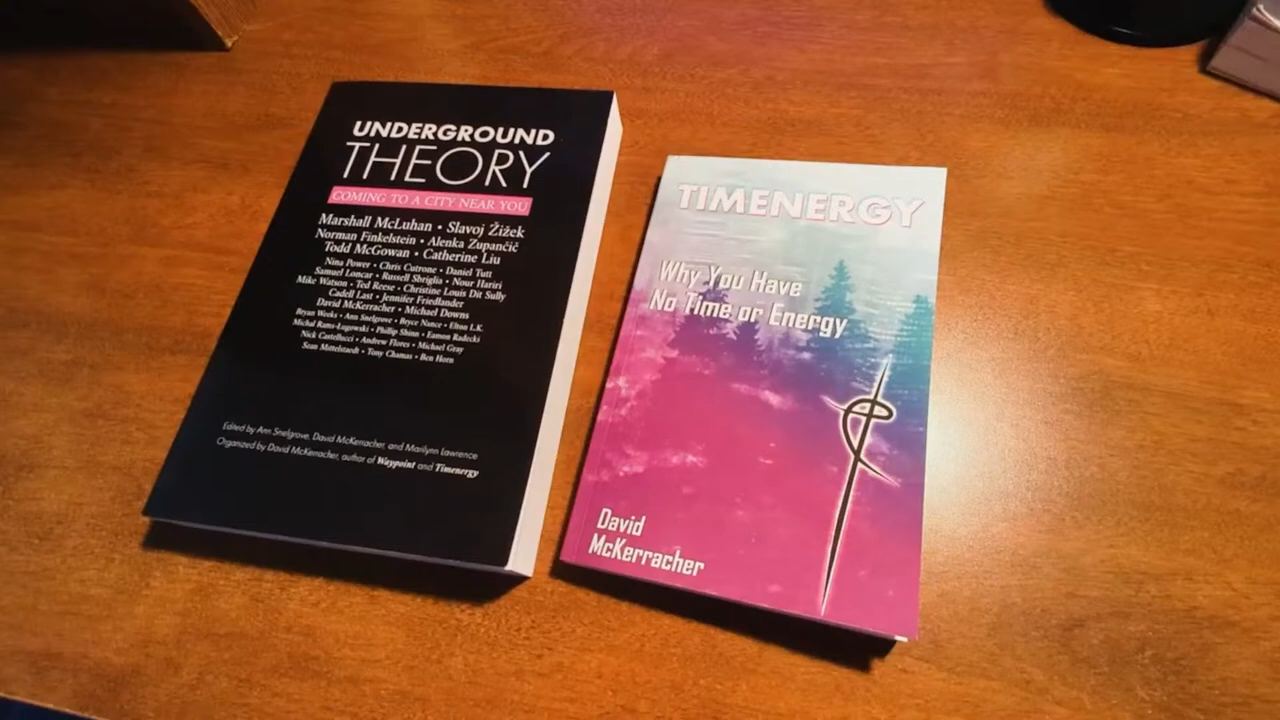 UNDERGROUND
THEORY
COMING TO A CITY NEAR YOU
Marshall McLuhan • Slavoj Žižek
Norman Finkelstein • Alenka Zupančič
Todd McGowan • Catherine Liu
Nina Power • Chris Cutrone • Daniel Tutt
Samuel Loncar • Russell Sbriglia • Nour Hariri
Mike Watson • Ted Reese • Christine Louis Dit Sully
Cadell Last • Jennifer Friedlander
David McKerracher • Michael Downs
Bryan Weeks • Ann Snelgrove • Bryce Nance • Elton L.K.
Michał Rams-Ługowski • Phillip Shinn • Eamon Radecki
Nick Castellucci • Andrew Flores • Michael Gray
Sean Mittelstaedt • Tony Chamas • Ben Horn
Edited by Ann Snelgrove, David McKerracher, and Marilynn Lawrence
Organized by David McKerracher, author of Waypoint and Timenergy
TIMENERGY
Why You Have
No Time or Energy
David
McKerracher